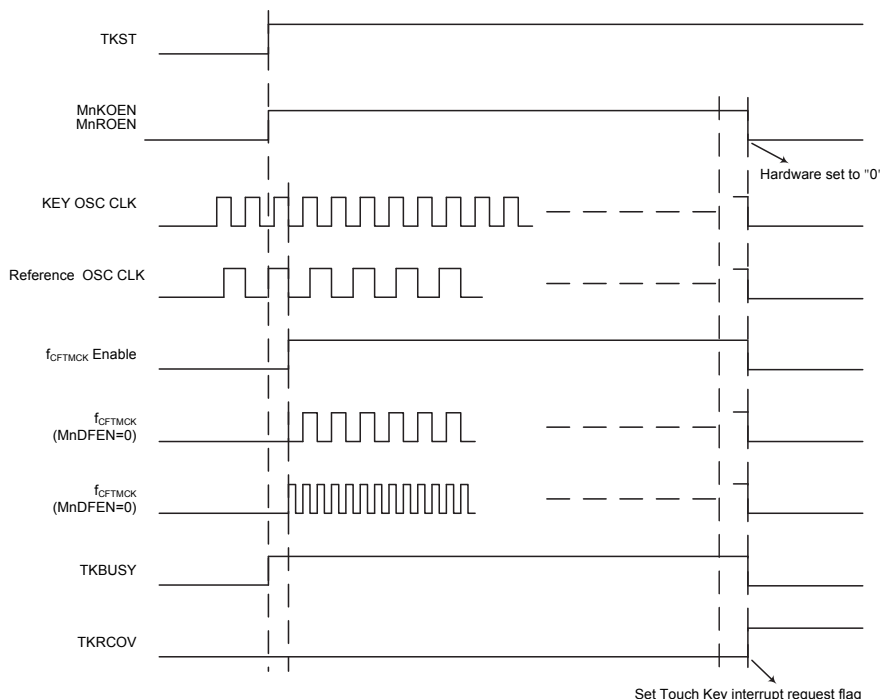 TKST
MnKOEN
MnROEN
Hardware set to "0"
KEY OSC CLK
Reference OSC CLK
fCFTMCK Enable
fCFTMCK
(MnDFEN=0)
fCFTMCK
(MnDFEN=0)
TKBUSY
TKRCOV
Set Touch Key interrupt request flag